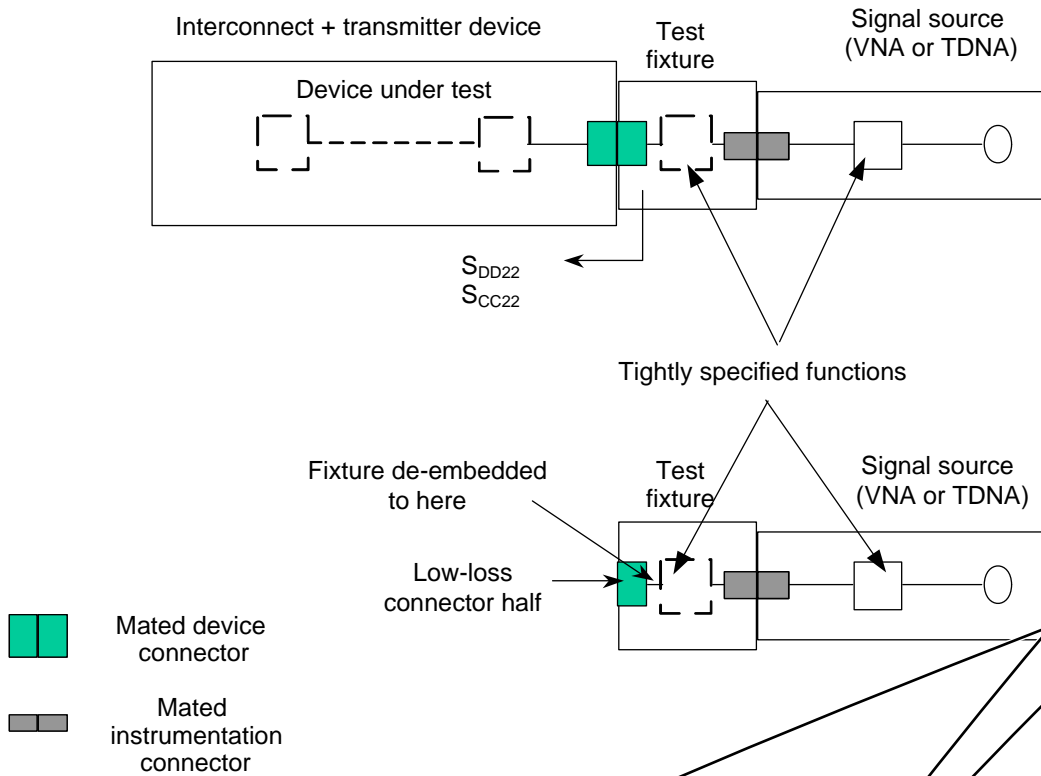 Interconnect + transmitter device
Test
fixture
Signal source
(VNA or TDNA)
Device under test
SDD22
SCC22
Tightly specified functions
Fixture de-embedded
to here
Test
fixture
Signal source
(VNA or TDNA)
Low-loss
connector half
Mated device
connector
Mated
instrumentation
connector